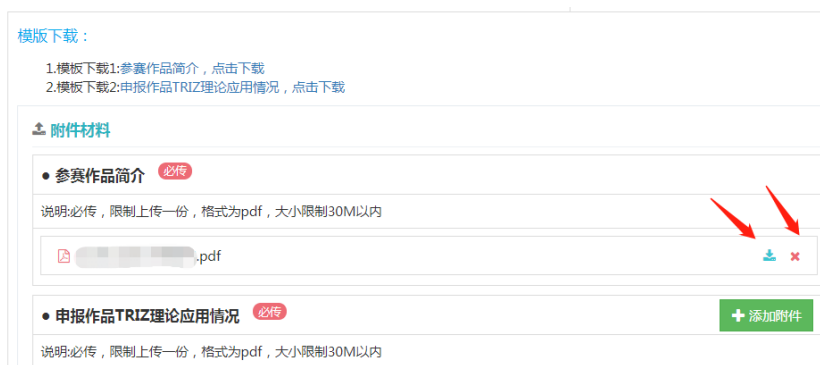 模版下载：
1.模板下载1:参赛作品简介，点击下载
2.模板下载2:申报作品TRIZ理论应用情况，点击下载
附件材料
● 参赛作品简介 必传
说明:必传，限制上传一份，格式为pdf，大小限制30M以内
.pdf
● 申报作品TRIZ理论应用情况 必传 添加附件
说明:必传，限制上传一份，格式为pdf，大小限制30M以内